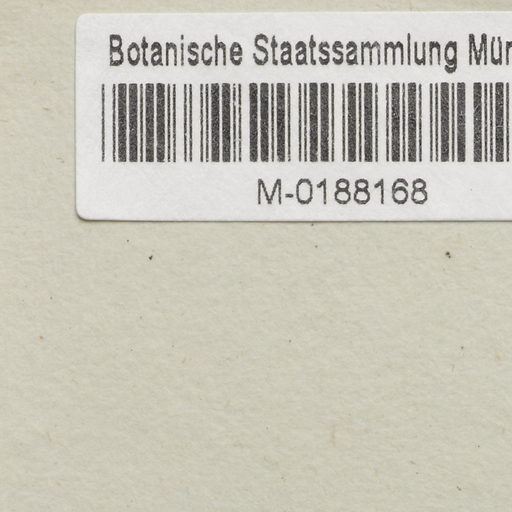 Botanische Staatssammlung Mün
M-0188168